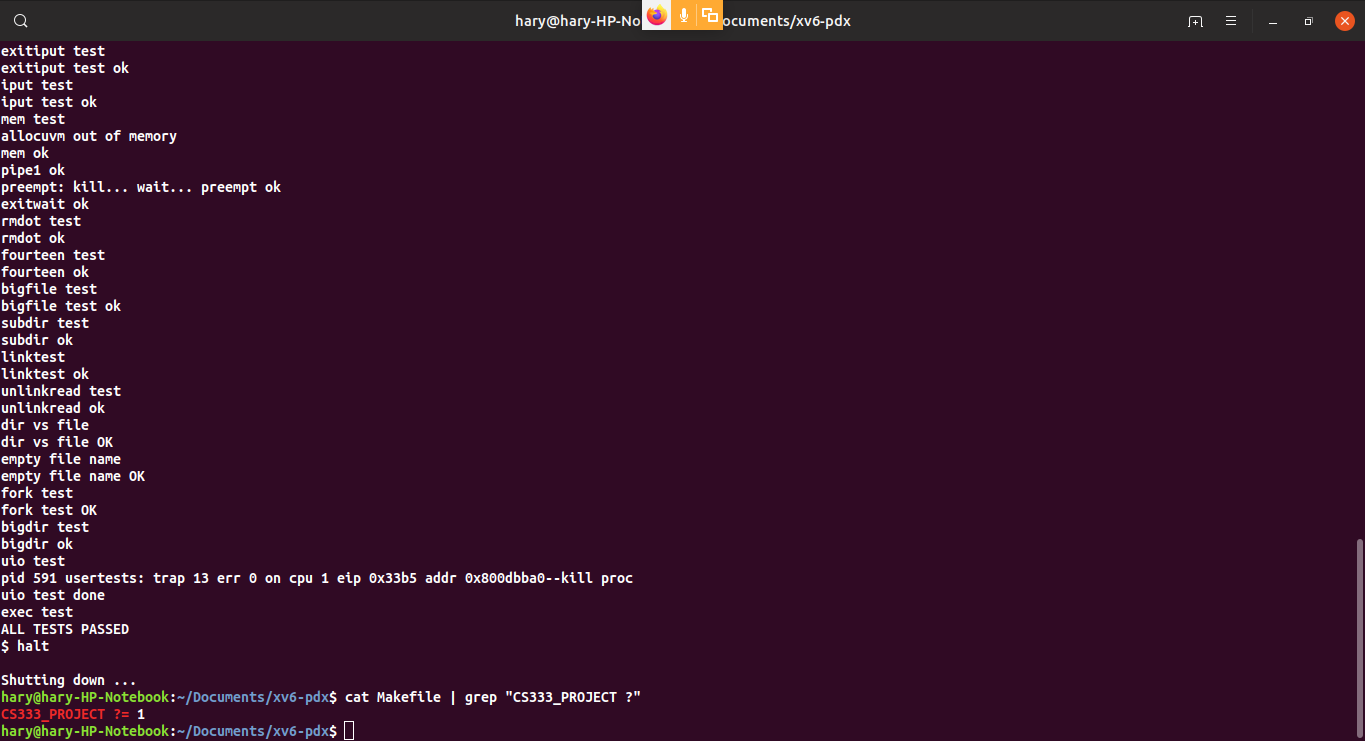 hary@hary-HP-No ocuments/xv6-pdx
exitiput test
exitiput test ok
iput test
iput test ok
mem test
allocuvm out of memory
mem ok
pipe1 ok
preempt: kill... wait... preempt ok
exitwait ok
rmdot test
rmdot ok
fourteen test
fourteen ok
bigfile test
bigfile test ok
subdir test
subdir ok
linktest
linktest ok
unlinkread test
unlinkread ok
dir vs file
dir vs file OK
empty file name
empty file name OK
fork test
fork test OK
bigdir test
bigdir ok
uio test
pid 591 usertests: trap 13 err 0 on cpu 1 eip 0x33b5 addr 0x800dbba0--kill proc
uio test done
exec test
ALL TESTS PASSED
$ halt
Shutting down ...
hary@hary-HP-Notebook:~/Documents/xv6-pdx$ cat Makefile | grep "CS333_PROJECT ?"
CS333_PROJECT ?= 1
hary@hary-HP-Notebook:~/Documents/xv6-pdx$